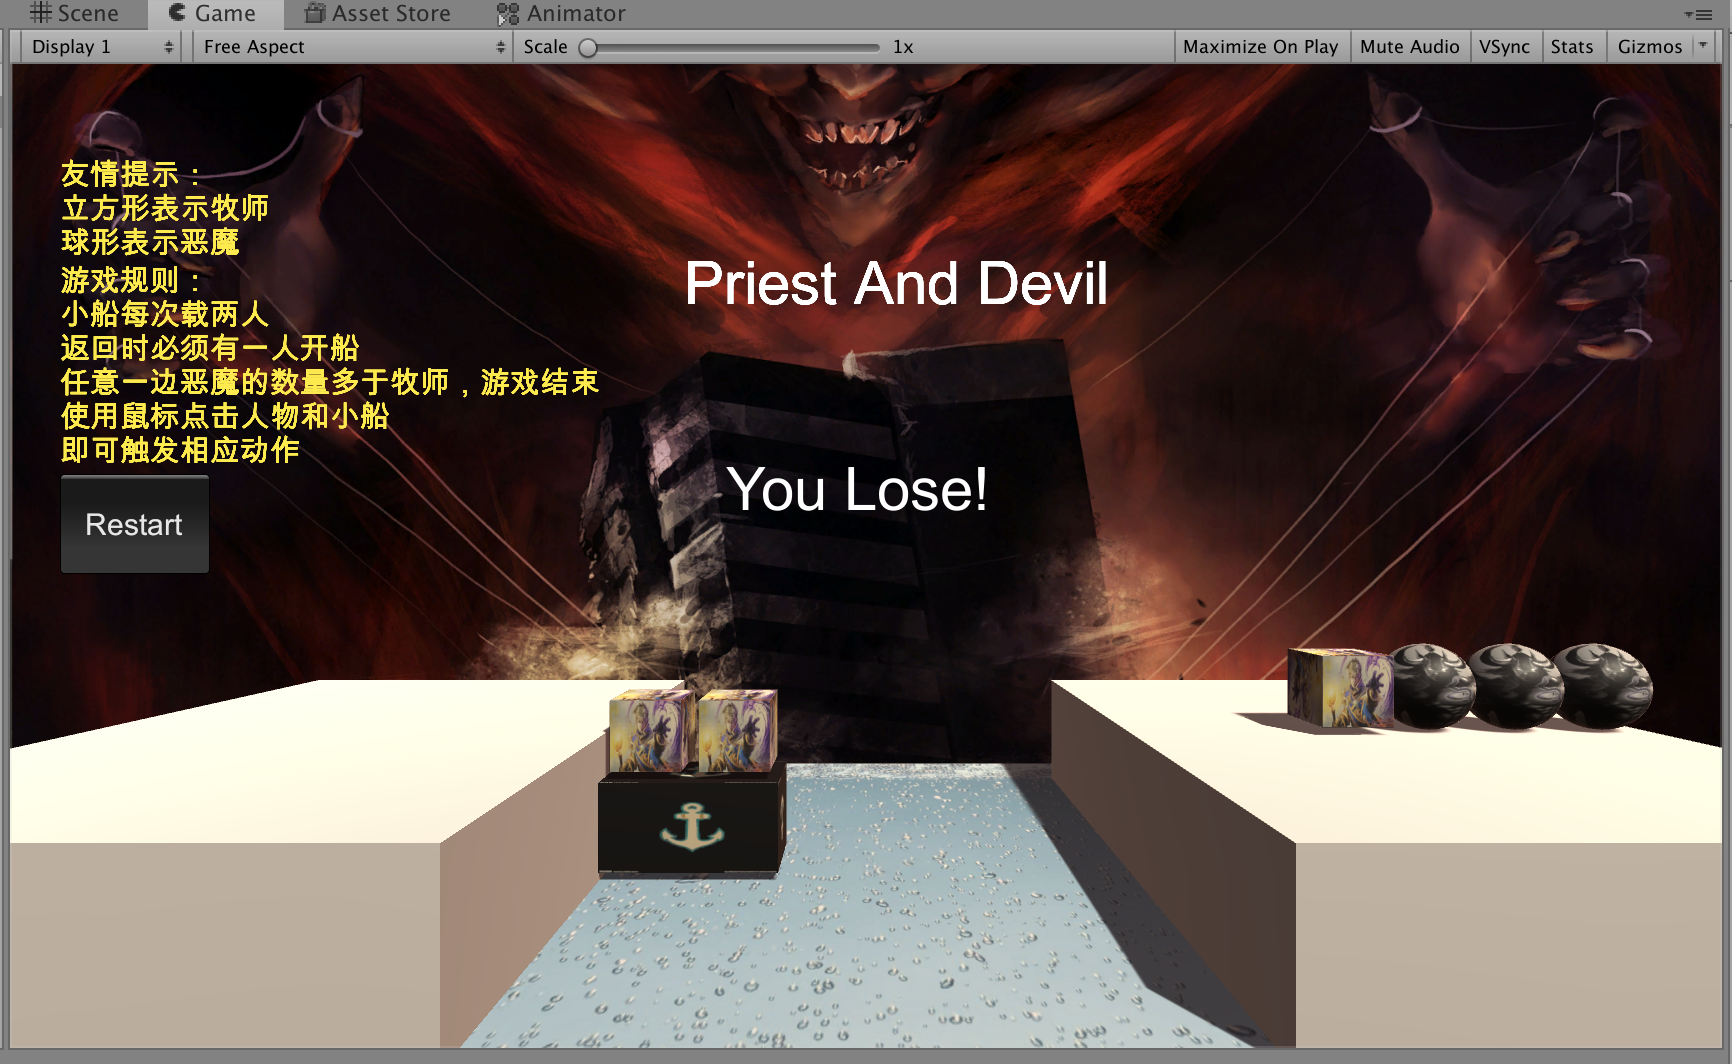 Scene Game Asset Store Animator
Display 1 Free Aspect Scale 1x Maximize On Play Mute Audio VSync Stats Gizmos
友情提示：
立方形表示牧师
球形表示恶魔
游戏规则：
小船每次载两人
返回时必须有一人开船
任意一边恶魔的数量多于牧师，游戏结束
使用鼠标点击人物和小船
即可触发相应动作
Restart
Priest And Devil
You Lose!